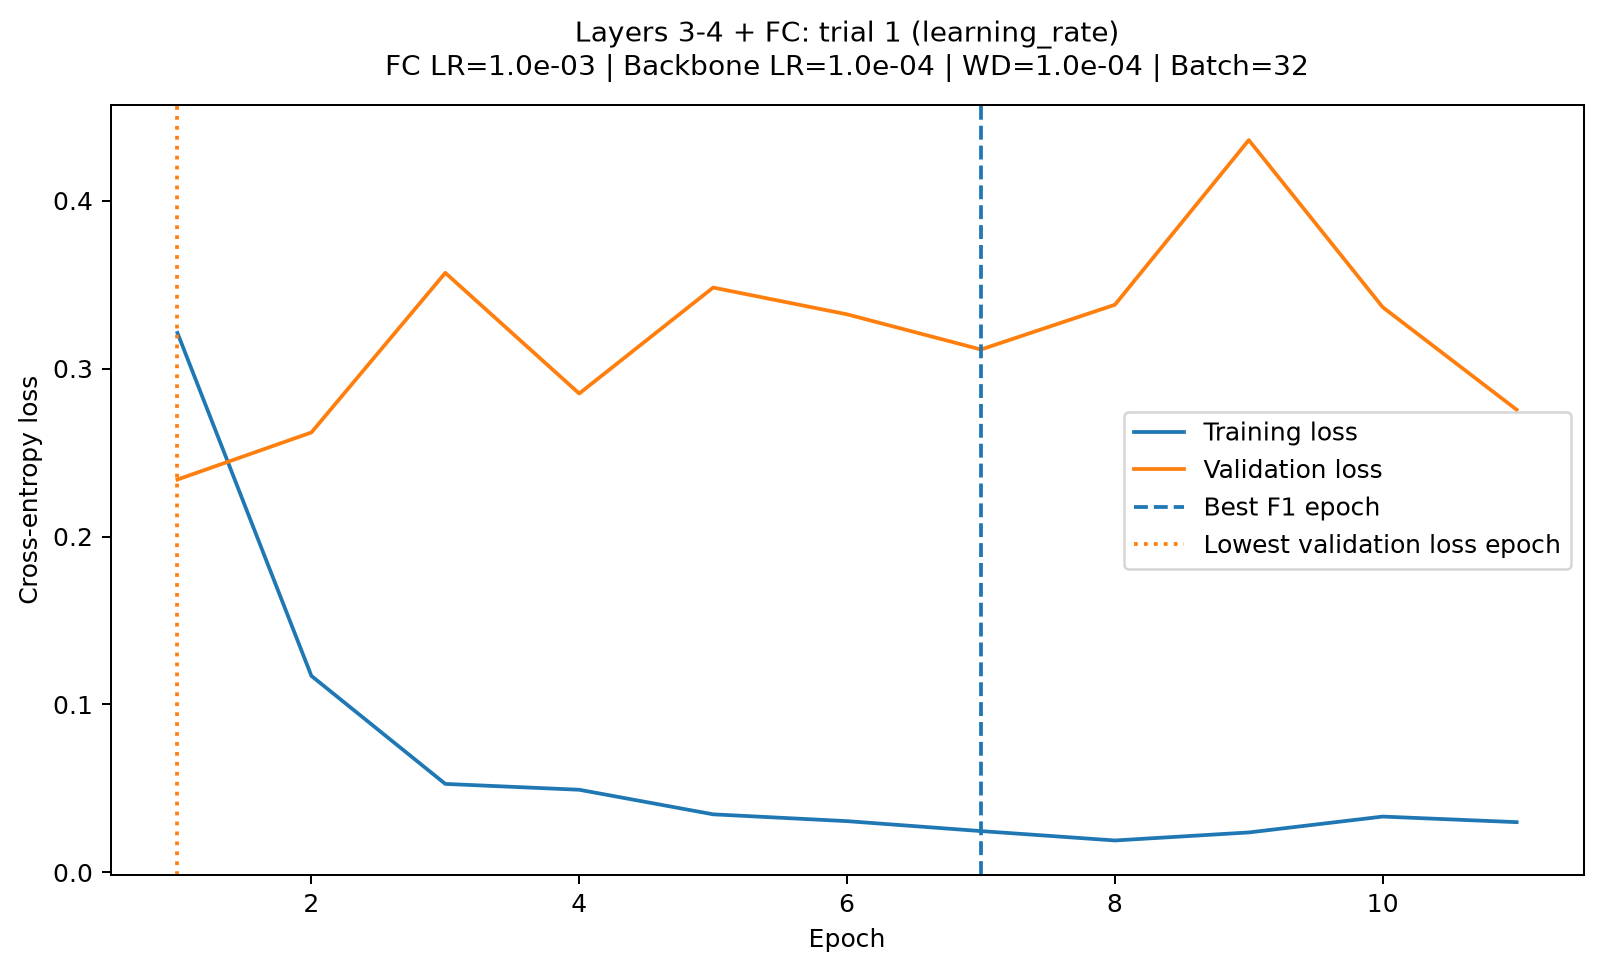 Layers 3-4 + FC: trial 1 (learning_rate)
FC LR=1.0e-03 | Backbone LR=1.0e-04 | WD=1.0e-04 | Batch=32
0.4
0.3
0.2
0.1
0.0
Cross-entropy loss
Training loss
Validation loss
Best F1 epoch
Lowest validation loss epoch
2
4
6
8
10
Epoch